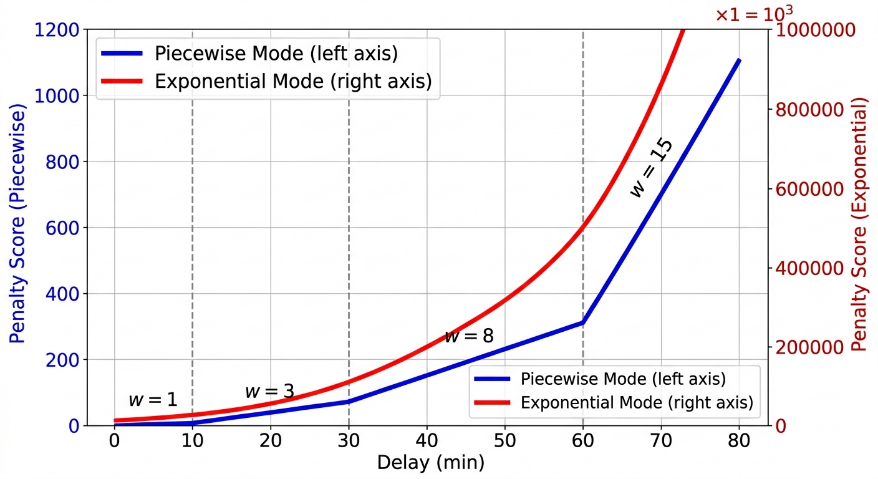 ×1 = 10³
1200
1000
800
600
400
200
0
Penalty Score (Piecewise)
Piecewise Mode (left axis)
Exponential Mode (right axis)
w = 1
w = 3
w = 8
w = 15
Piecewise Mode (left axis)
Exponential Mode (right axis)
1000000
800000
600000
400000
200000
0
Penalty Score (Exponential)
0 10 20 30 40 50 60 70 80
Delay (min)